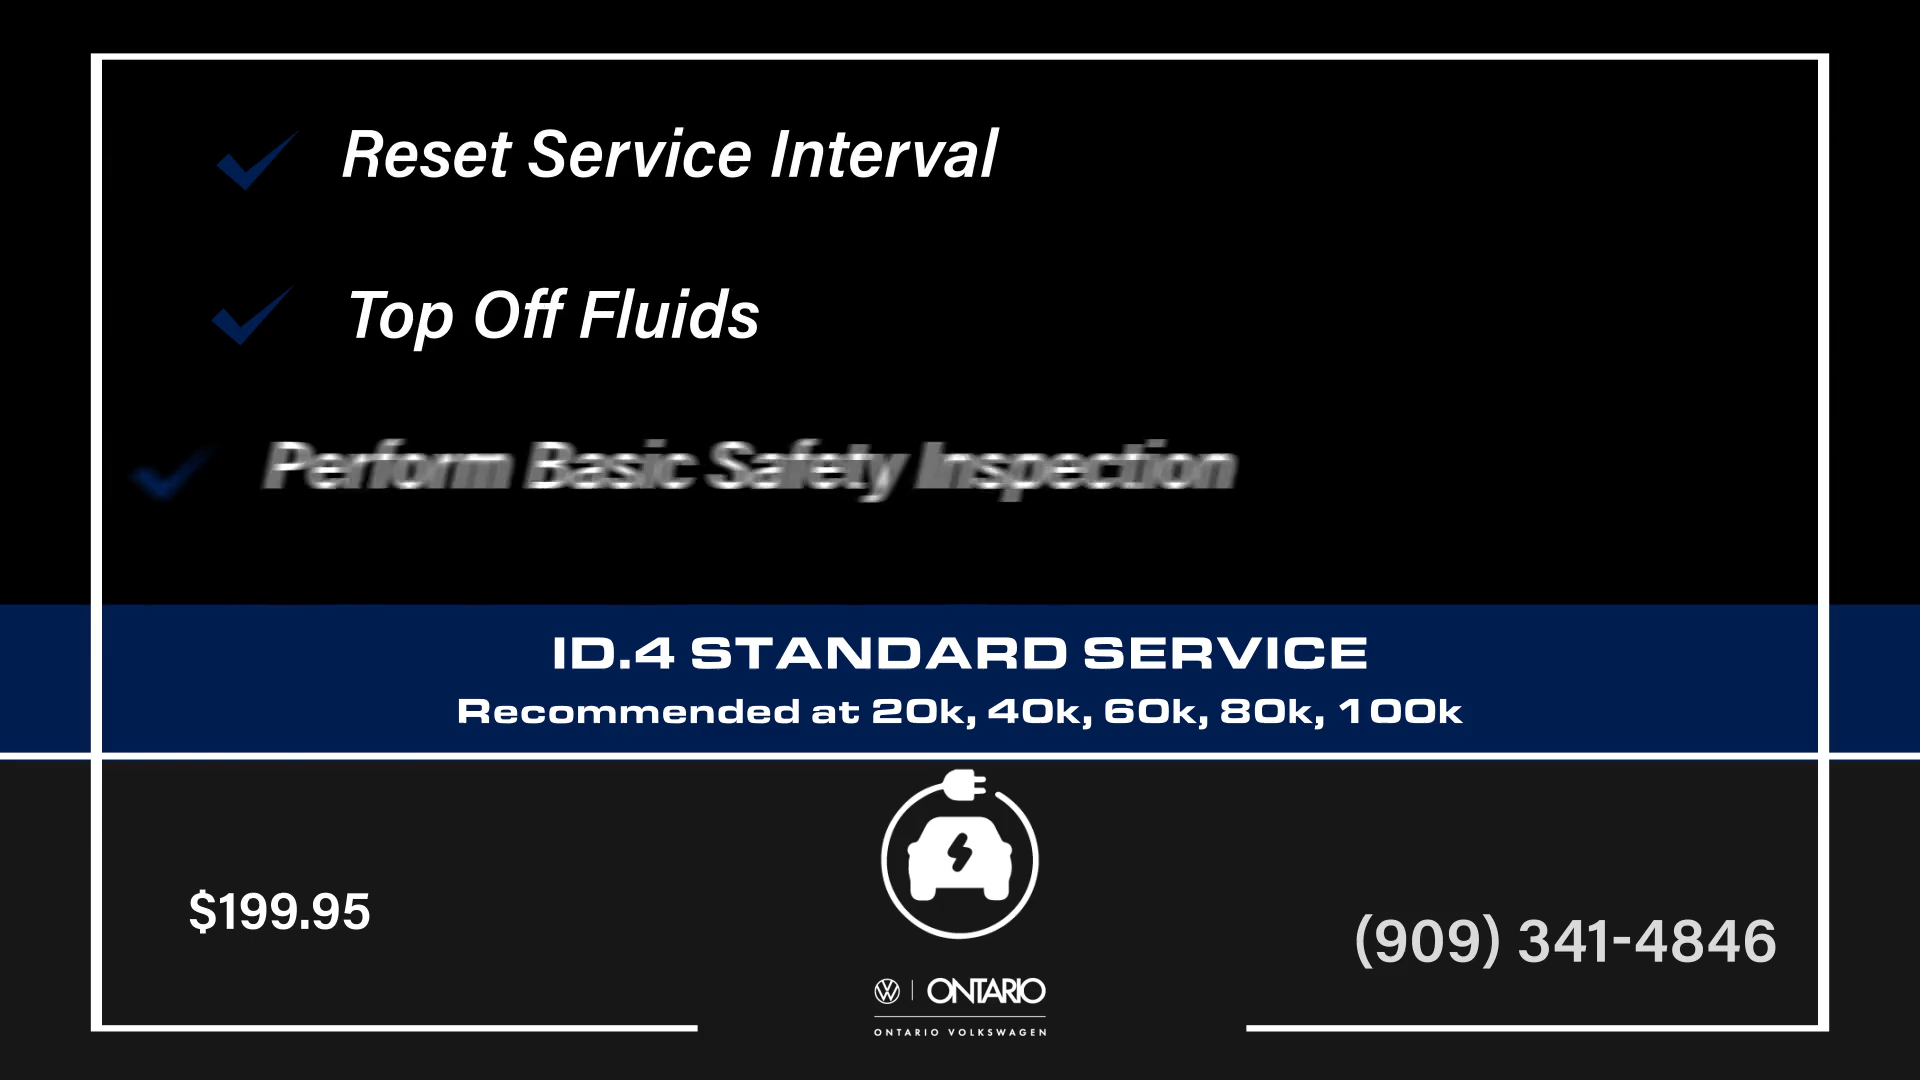 Reset Service Interval
Top Off Fluids
Perform Basic Safety Inspection
ID.4 STANDARD SERVICE
Recommended at 20k, 40k, 60k, 80k, 100k
$199.95
(909) 341-4846
ONTARIO
ONTARIO VOLKSWAGEN